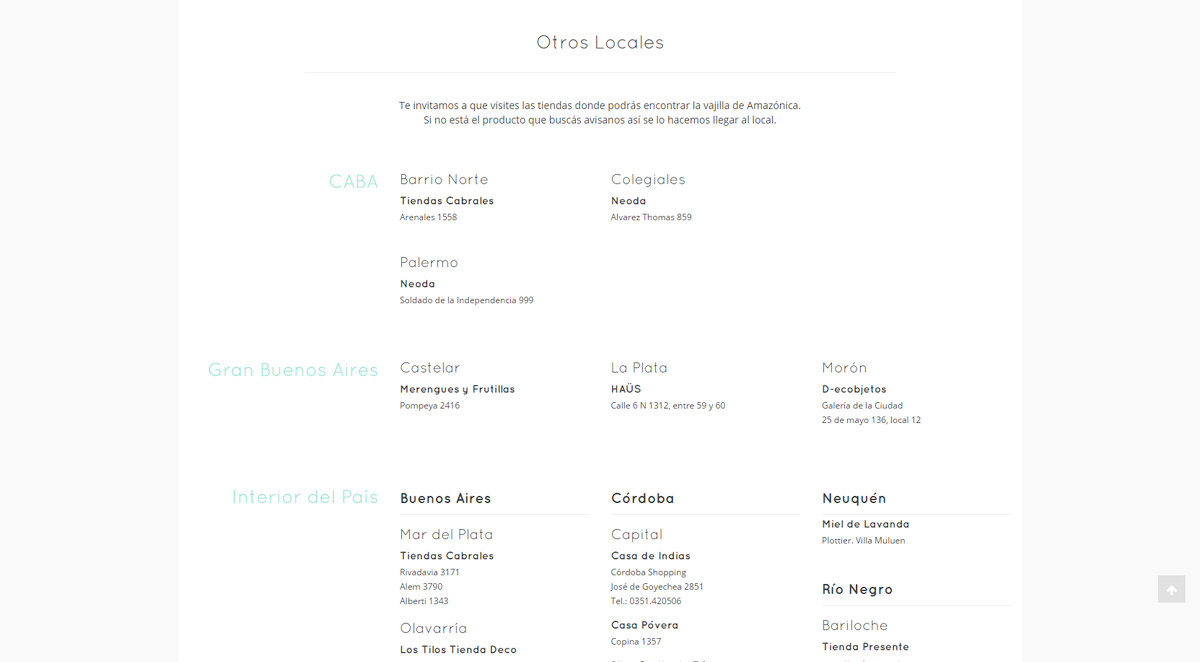 Otros Locales
Te invitamos a que visites las tiendas donde podrás encontrar la vajilla de Amazónica.
Si no está el producto que buscás avisanos así se lo hacemos llegar al local.
CABA
Barrio Norte
Tiendas Cabrales
Arenales 1558
Colegiales
Neoda
Alvarez Thomas 859
Palermo
Neoda
Soldado de la Independencia 999
Gran Buenos Aires
Castelar
Merengues y Frutillas
Pompeya 2416
La Plata
HAÜS
Calle 6 N 1312, entre 59 y 60
Morón
D-ecobjetos
Galería de la Ciudad
25 de mayo 136, local 12
Interior del País
Buenos Aires
Mar del Plata
Tiendas Cabrales
Rivadavia 3171
Alem 3790
Alberti 1343
Olavarría
Los Tilos Tienda Deco
Córdoba
Capital
Casa de Indias
Córdoba Shopping
José de Goyechea 2851
Tel.: 0351.420506
Casa Póvera
Copina 1357
Neuquén
Miel de Lavanda
Plottier. Villa Muluen
Río Negro
Bariloche
Tienda Presente